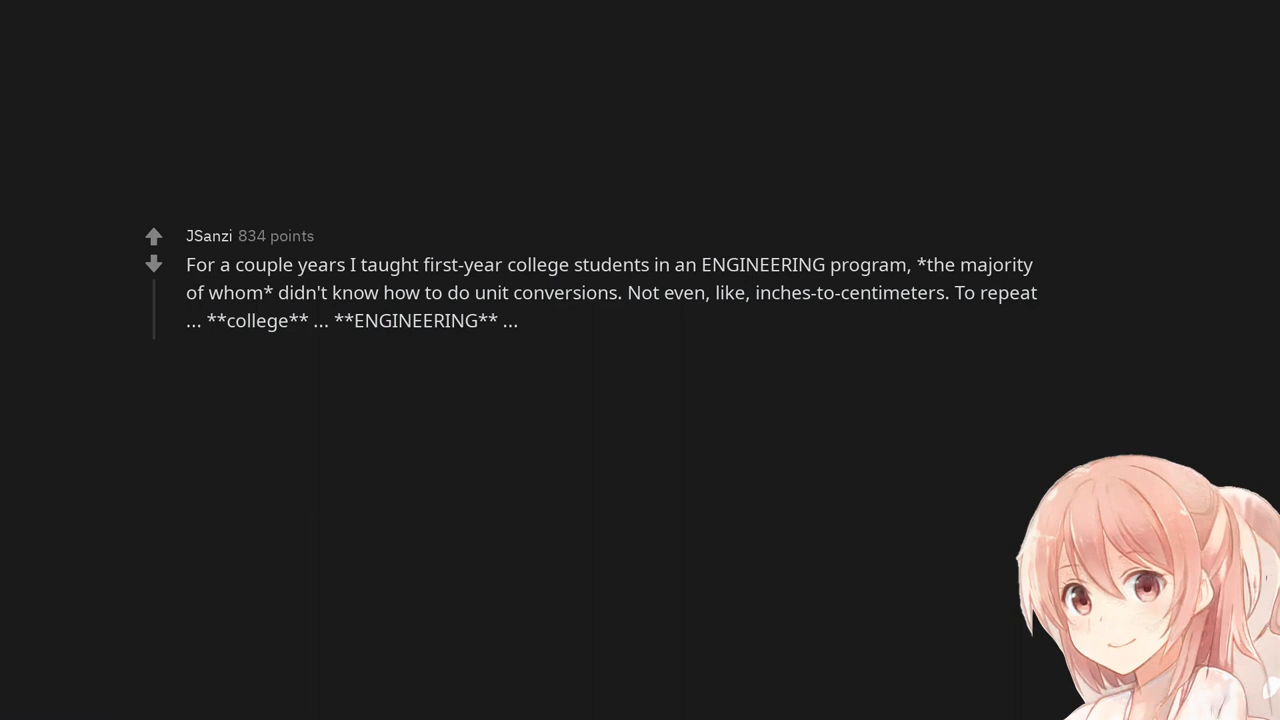 JSanzi 834 points
For a couple years I taught first-year college students in an ENGINEERING program, *the majority
of whom* didn't know how to do unit conversions. Not even, like, inches-to-centimeters. To repeat
... **college** ... **ENGINEERING** ...